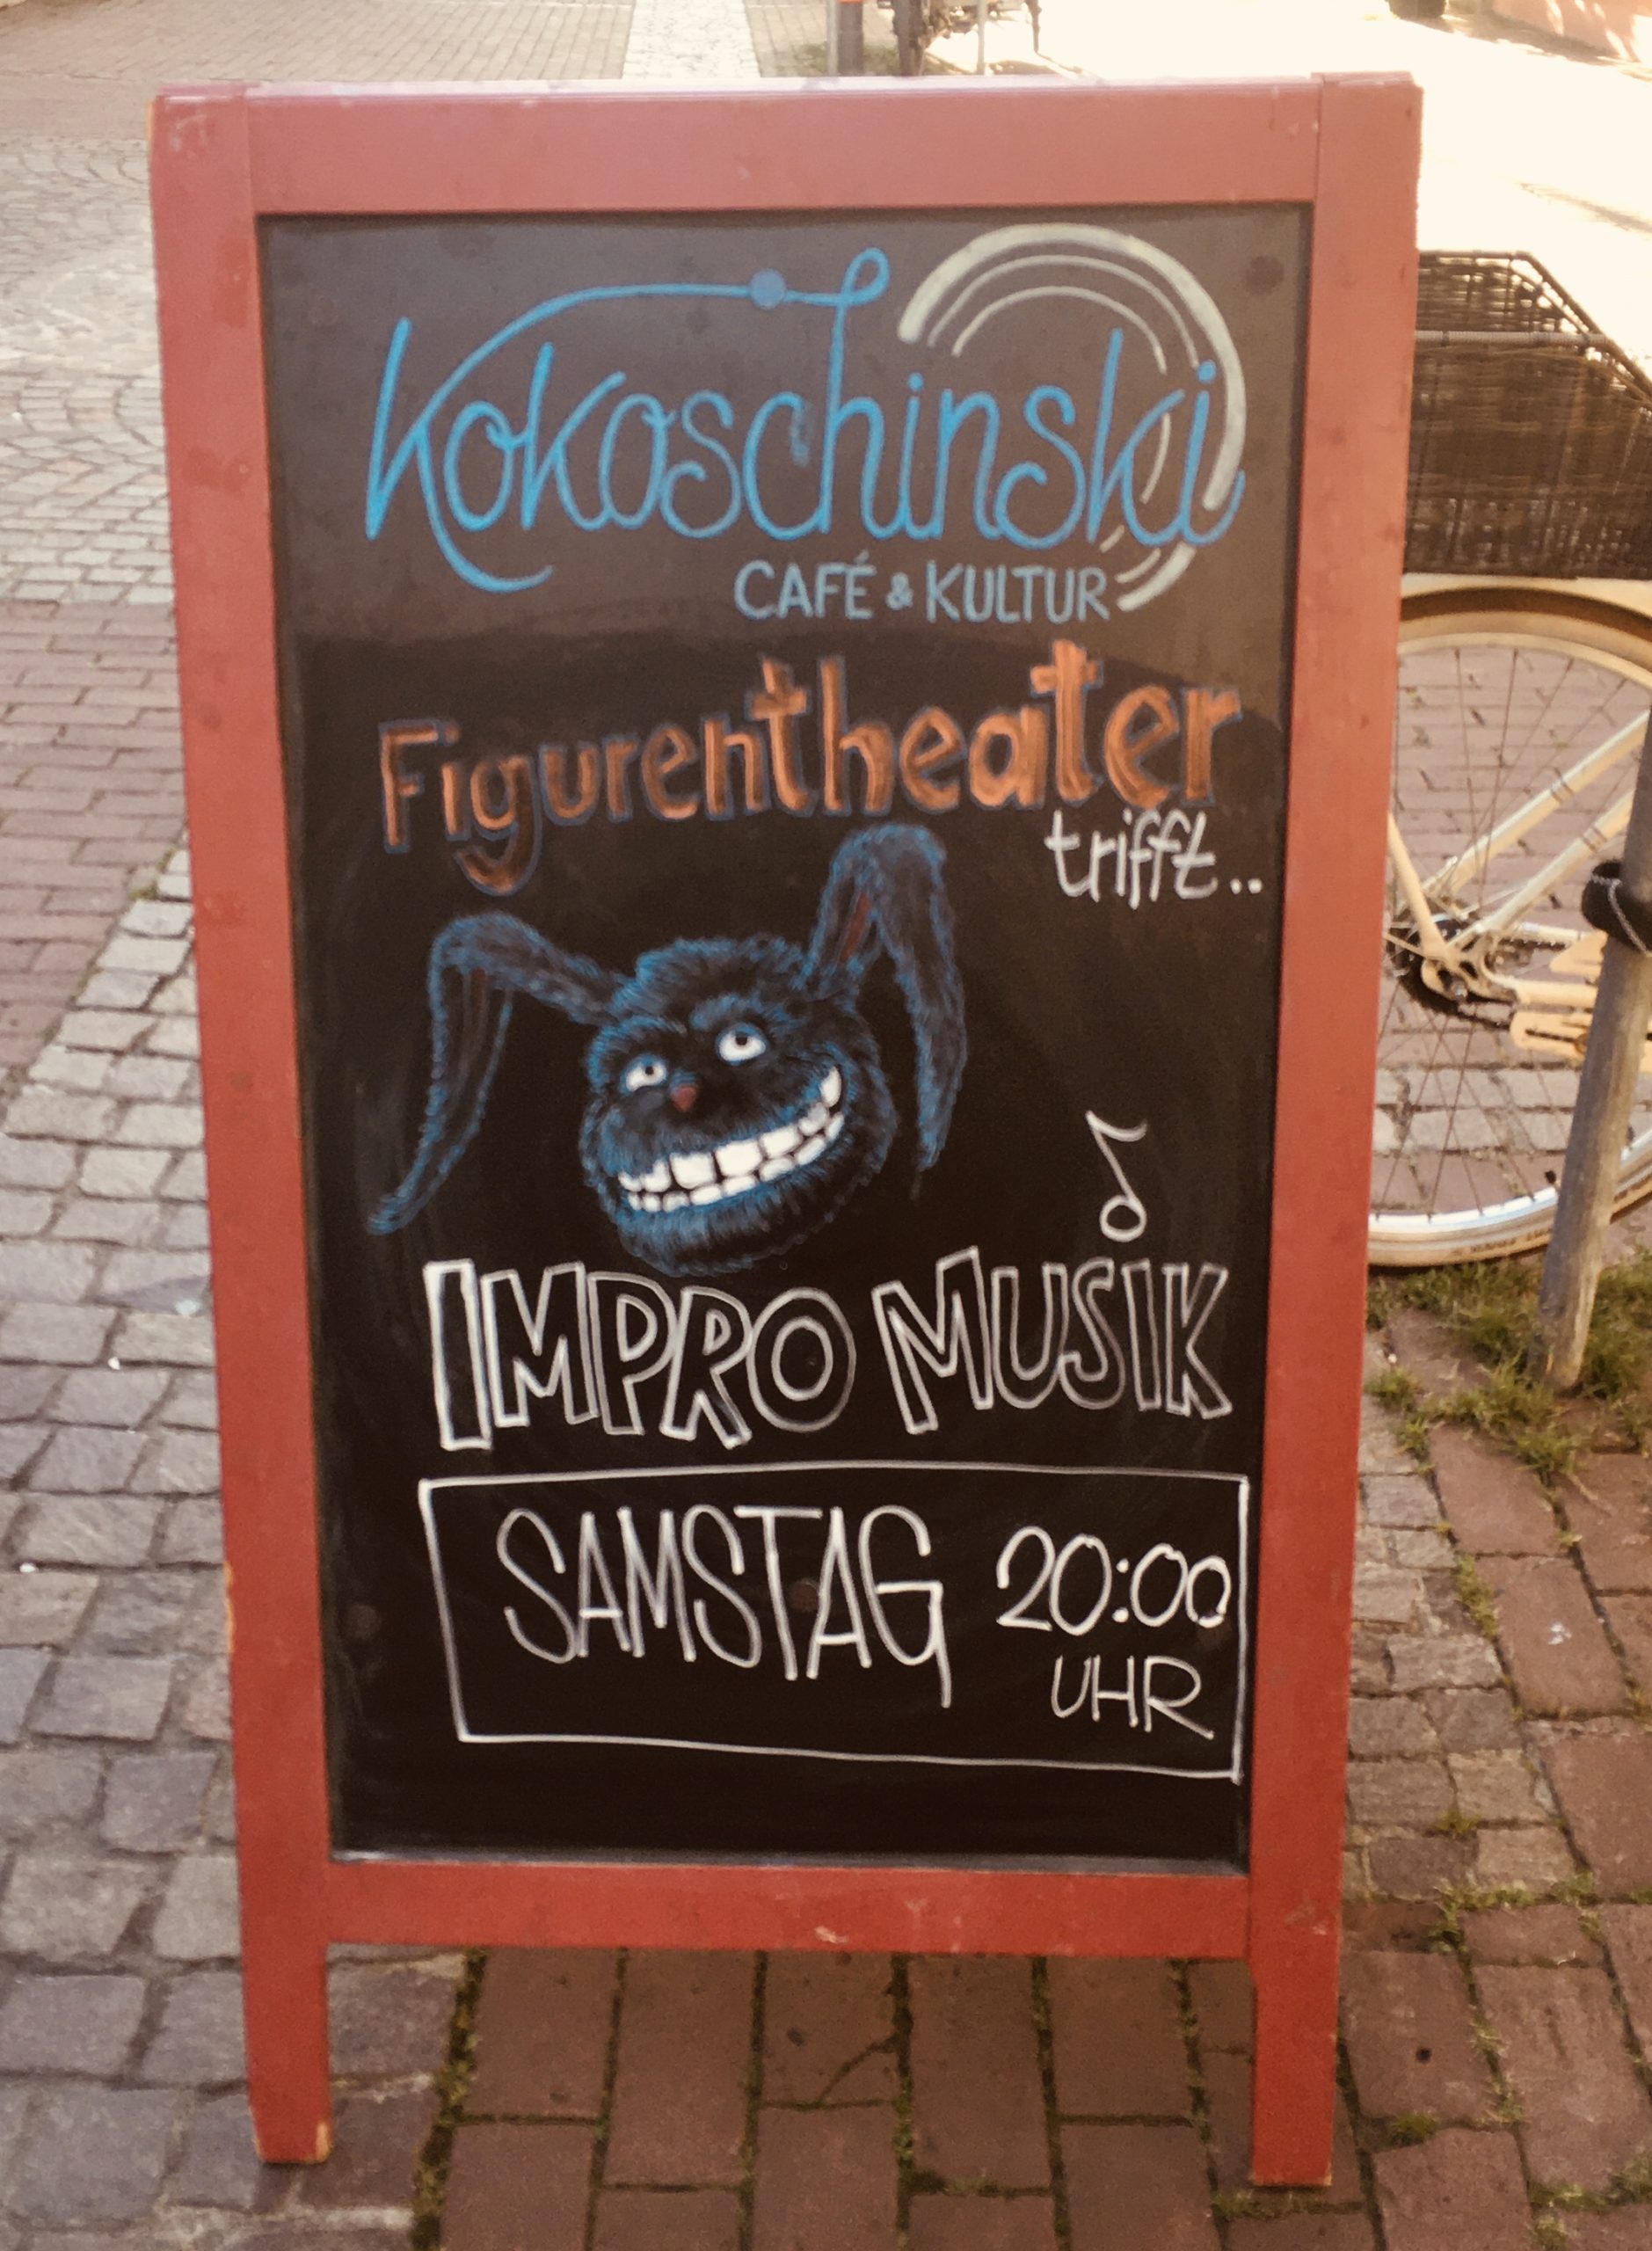 Kokoschinski
CAFÉ & KULTUR
Figurentheater
trifft..
IMPRO MUSIK
SAMSTAG 20:00
UHR